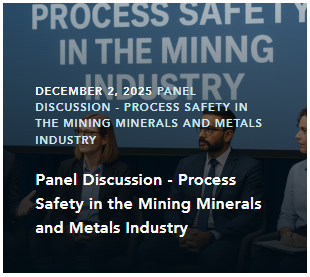 PROCESS SAFETY
IN THE MINNG
INDUSTRY
DECEMBER 2, 2025 PANEL
DISCUSSION - PROCESS SAFETY IN
THE MINING MINERALS AND METALS
INDUSTRY
Panel Discussion - Process
Safety in the Mining Minerals
and Metals Industry